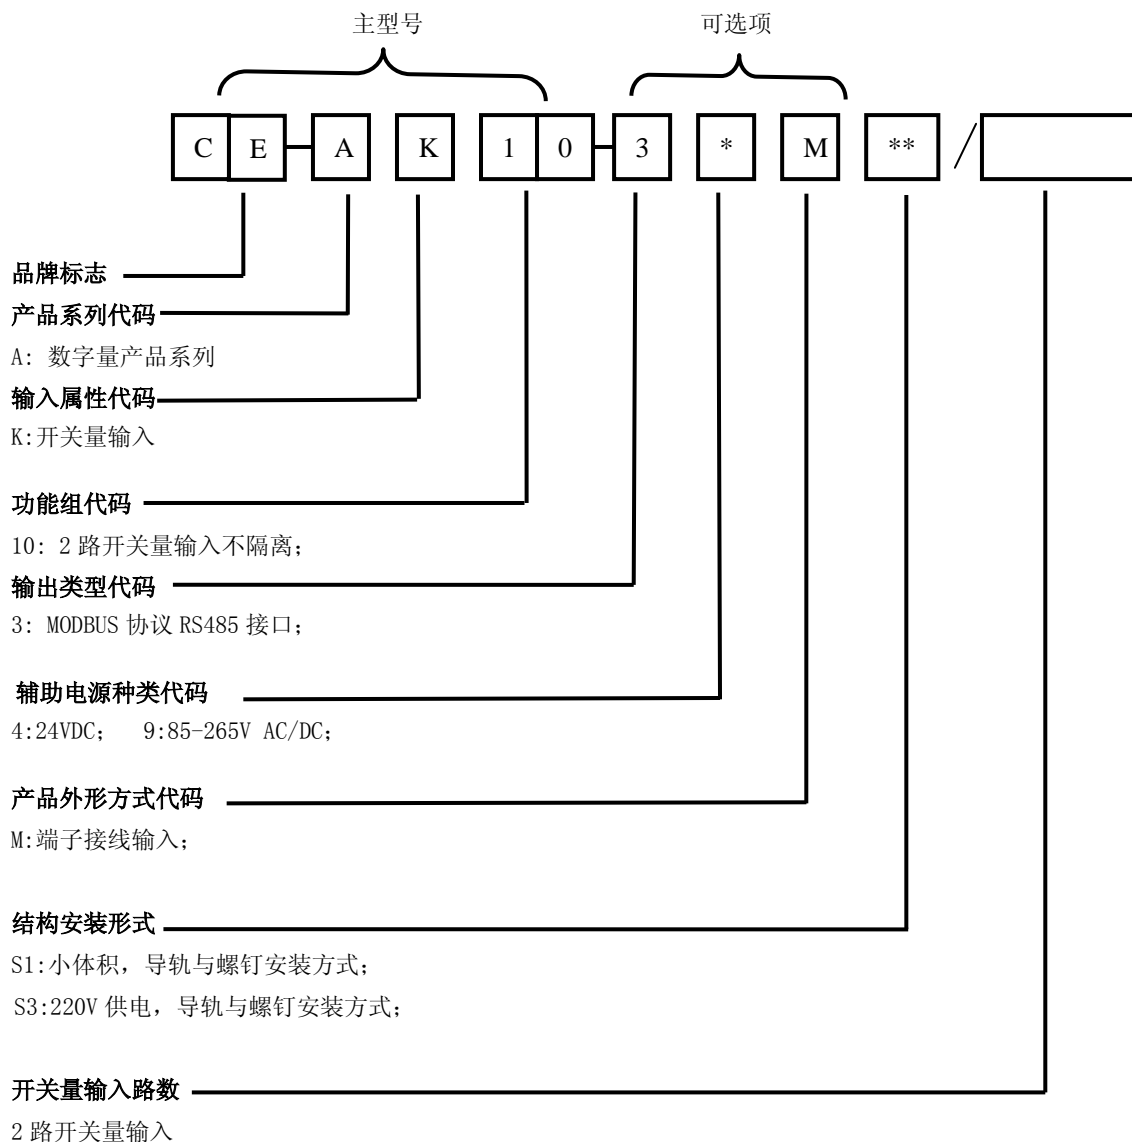 主型号 可选项
C E A K 1 0 3 * M ** /
品牌标志
产品系列代码
A: 数字量产品系列
输入属性代码
K:开关量输入
功能组代码
10: 2 路开关量输入不隔离;
输出类型代码
3: MODBUS 协议 RS485 接口;
辅助电源种类代码
4:24VDC; 9:85-265V AC/DC;
产品外形方式代码
M:端子接线输入;
结构安装形式
S1:小体积，导轨与螺钉安装方式;
S3:220V 供电，导轨与螺钉安装方式;
开关量输入路数
2 路开关量输入